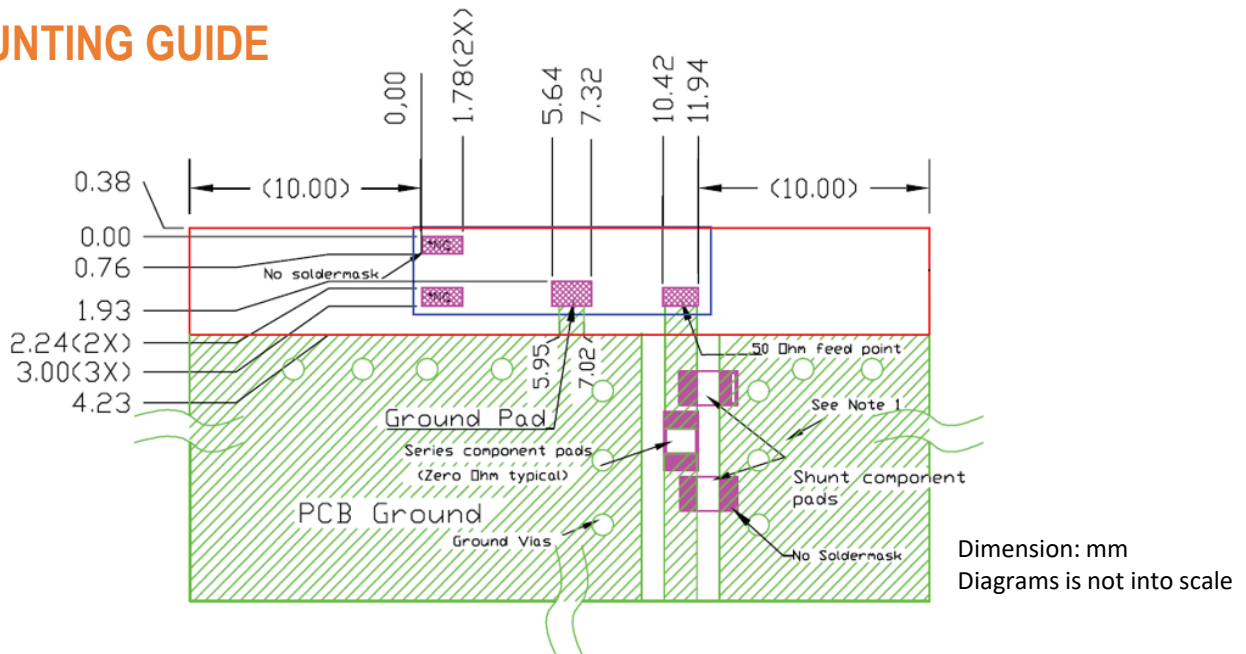 UNTING GUIDE
0,00
1.78(2X)
5.64
7.32
10.42
11.94
0.38
(10.00)
(10.00)
0.00
*NC
0.76
No soldermask
1.93
*NC
2.24(2X)
3.00(3X)
4.23
5.95
7.02
50 Ohm feed point
Ground Pad
See Note 1
Series component pads
(Zero Ohm typical)
Shunt component
pads
PCB Ground
Ground Vias
No Soldermask
Dimension: mm
Diagrams is not into scale